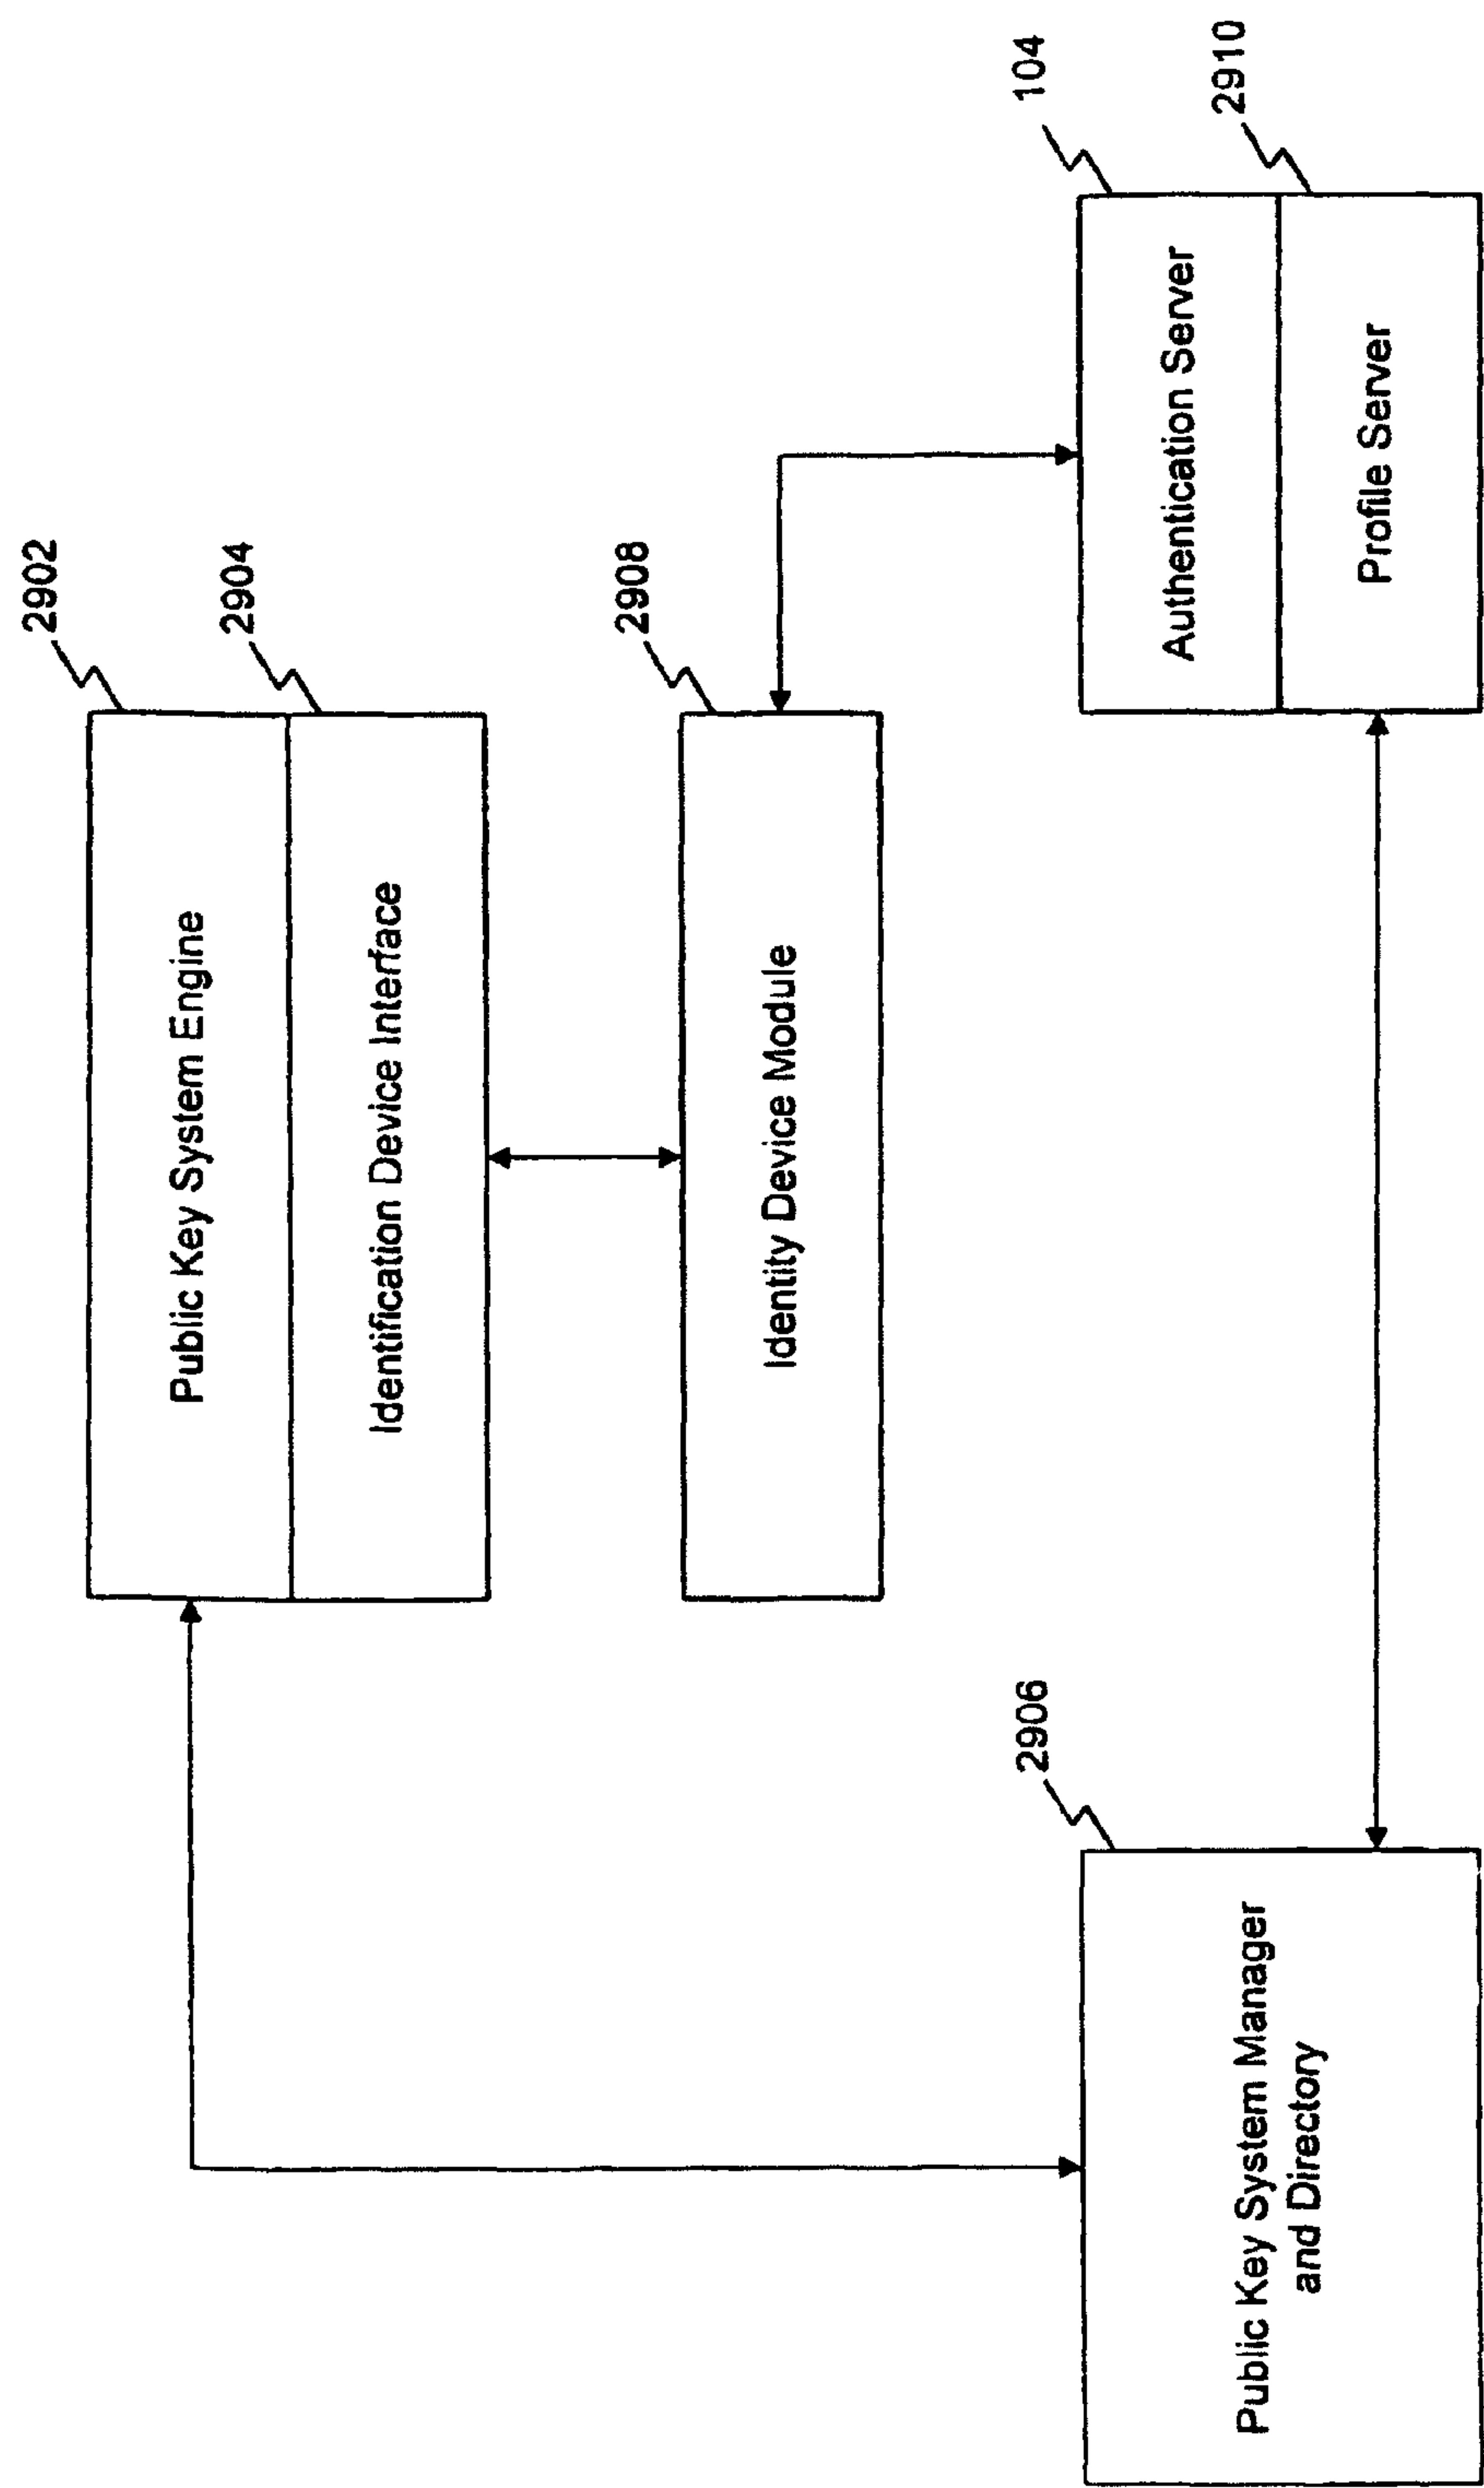 2902
Public Key System Engine
2904
Identification Device Interface
2908
Identity Device Module
2906
Public Key System Manager
and Directory
104
Authentication Server
2910
Profile Server